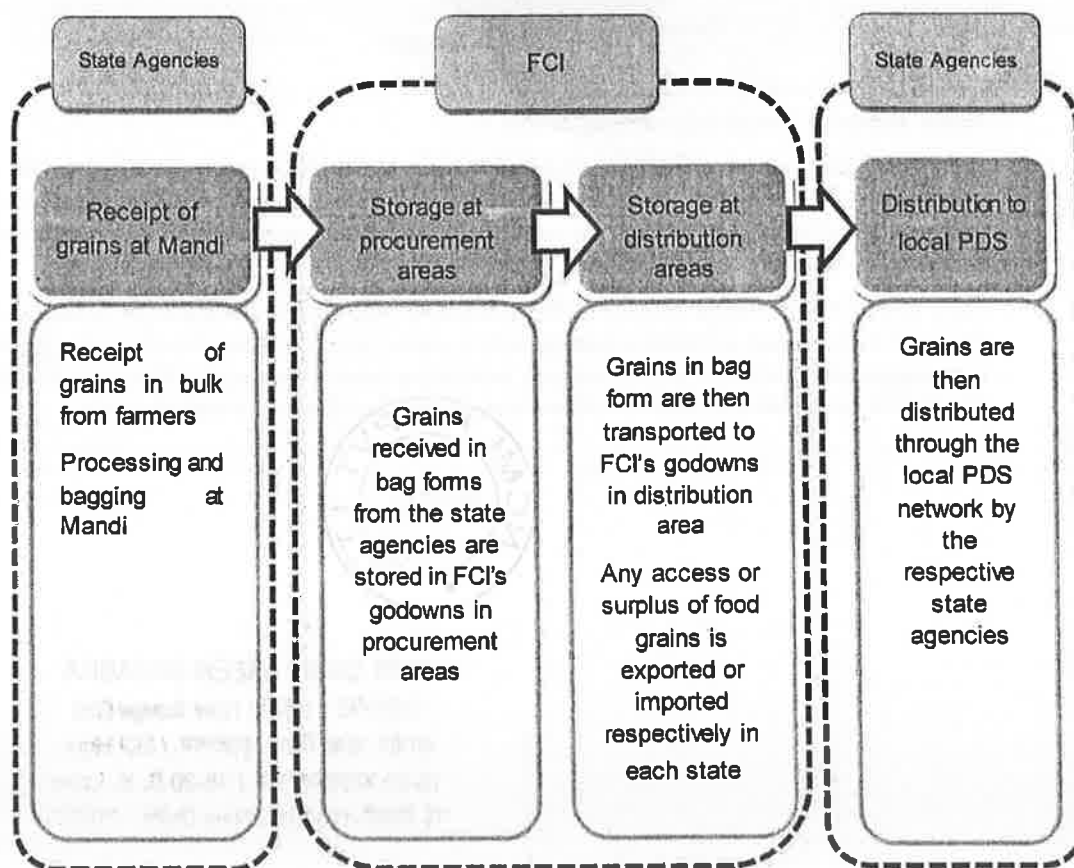 State Agencies
FCI
State Agencies
Receipt of
grains at Mandi
Storage at
procurement
areas
Storage at
distribution
areas
Distribution to
local PDS
Receipt of
grains in bulk
from farmers
Processing and
bagging at
Mandi
Grains
received in
bag forms
from the state
agencies are
stored in FCI's
godowns in
procurement
areas
Grains in bag
form are then
transported to
FCI's godowns
in distribution
area
Any access or
surplus of food
grains is
exported or
imported
respectively in
each state
Grains are
then
distributed
through the
local PDS
network by
the
respective
state
agencies